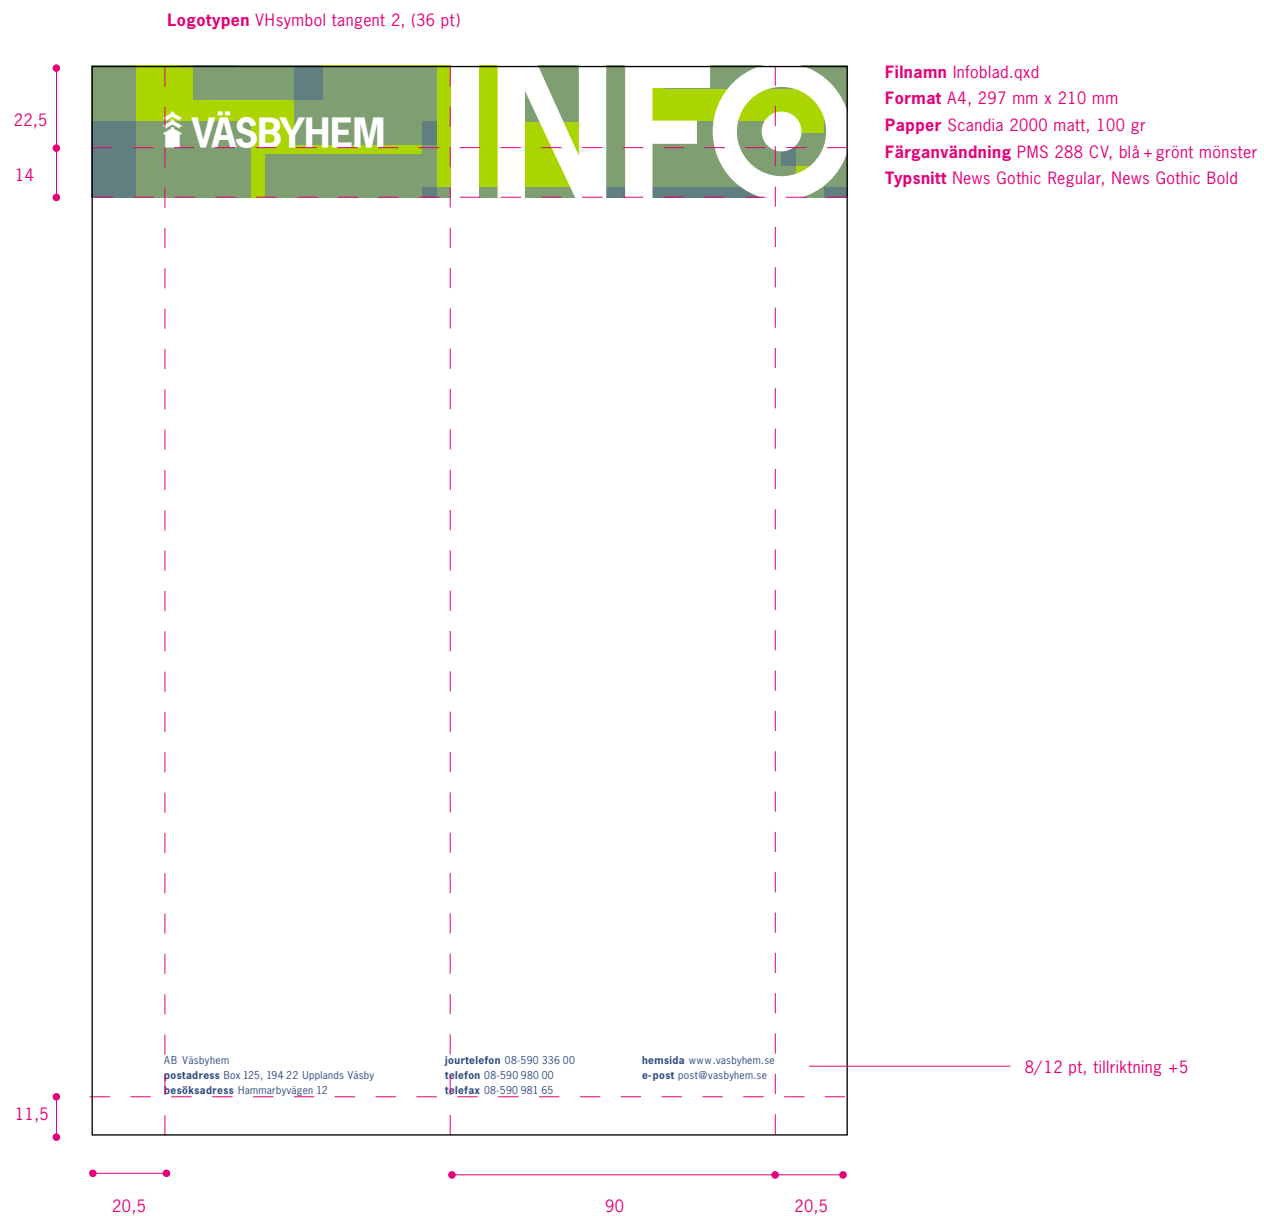 Logotypen VHsymbol tangent 2, (36 pt)
22,5
14
VÄSBYHEM
INFO
Filnamn Infoblad.qxd
Format A4, 297 mm x 210 mm
Papper Scandia 2000 matt, 100 gr
Färganvändning PMS 288 CV, blå + grönt mönster
Typsnitt News Gothic Regular, News Gothic Bold
AB Väsbyhem
postadress Box 125, 194 22 Upplands Väsby
besöksadress Hammarbyvägen 12
jourtelefon 08-590 336 00
telefon 08-590 980 00
telefax 08-590 981 65
hemsida www.vasbyhem.se
e-post post@vasbyhem.se
8/12 pt, tillriktning +5
11,5
20,5
90
20,5